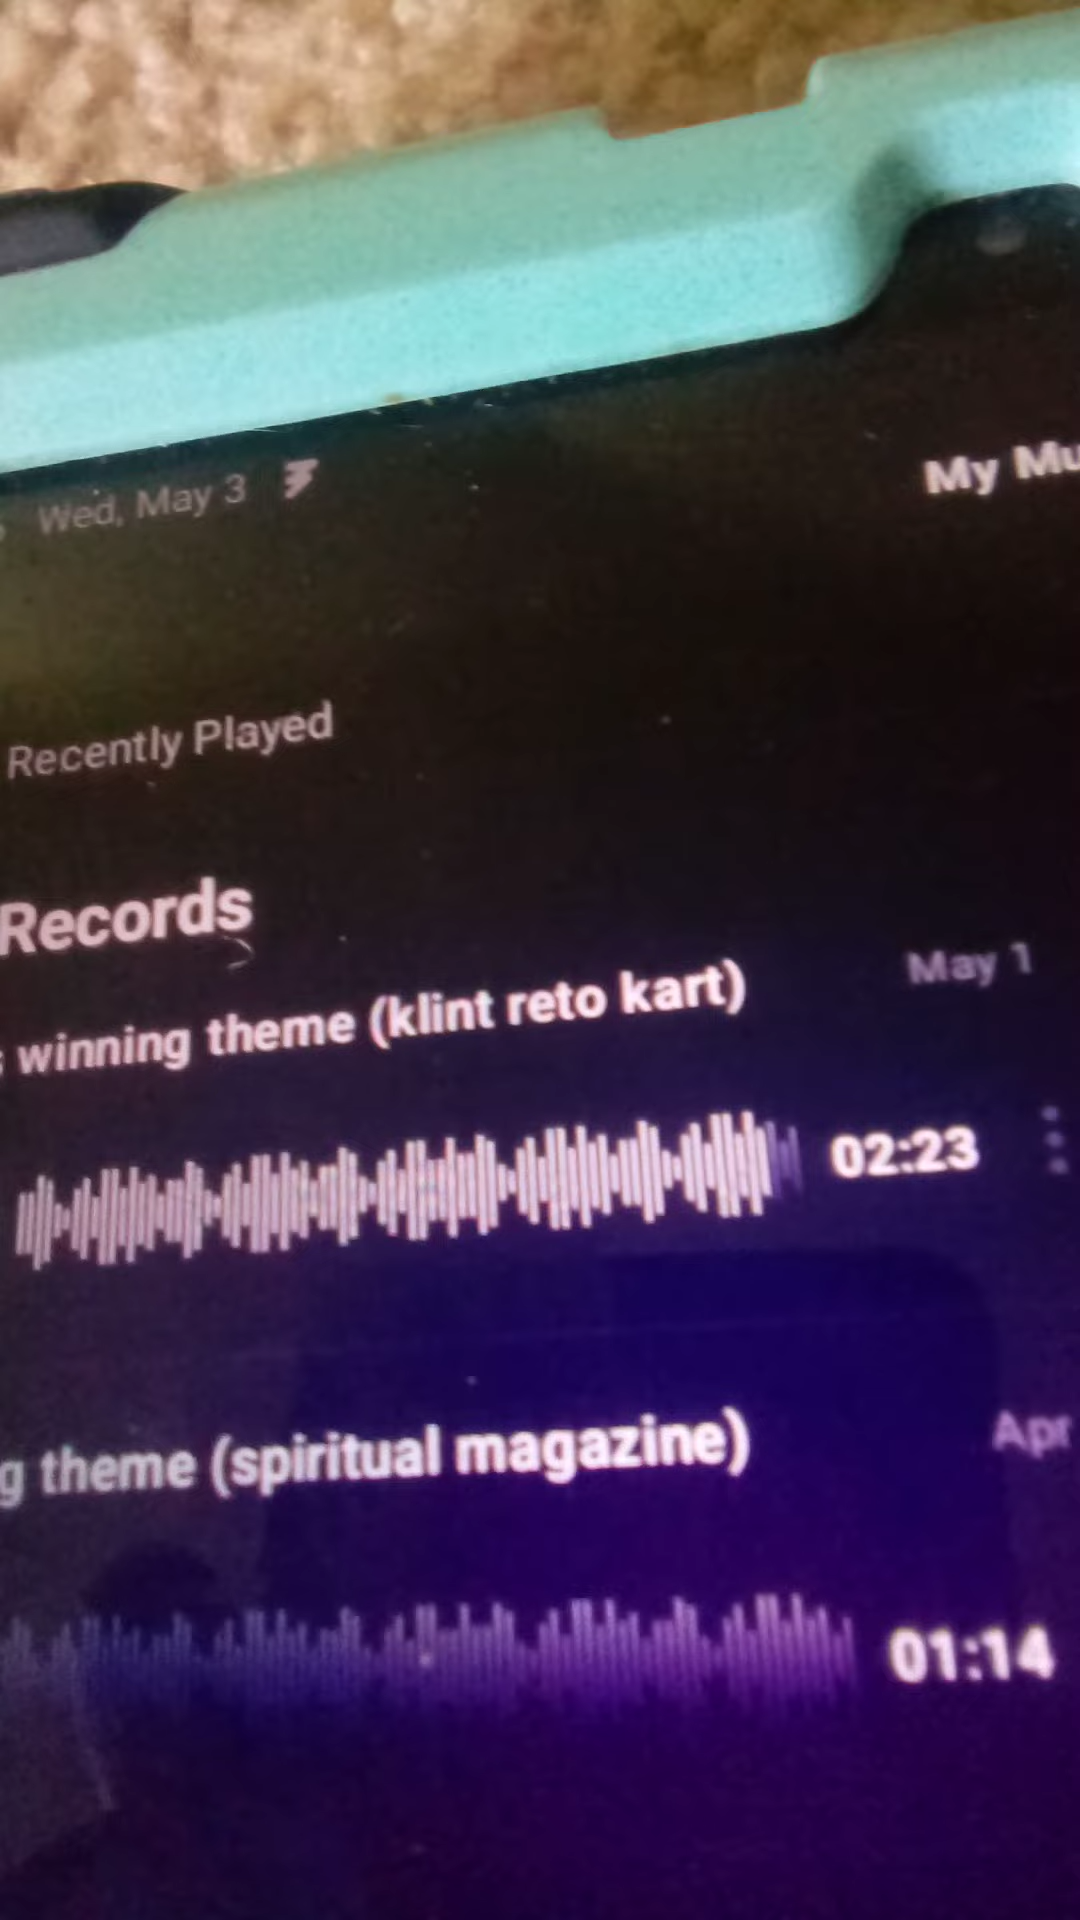 Wed, May 3
My Mu
Recently Played
Records
winning theme (klint reto kart)
May 1
02:23
g theme (spiritual magazine)
Apr
01:14